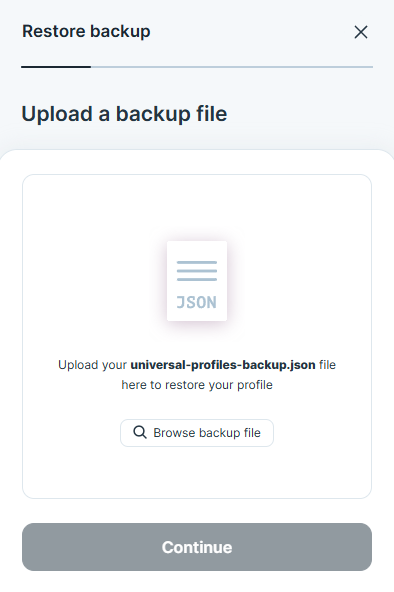 Restore backup
Upload a backup file
JSON
Upload your universal-profiles-backup.json file
here to restore your profile
Browse backup file
Continue